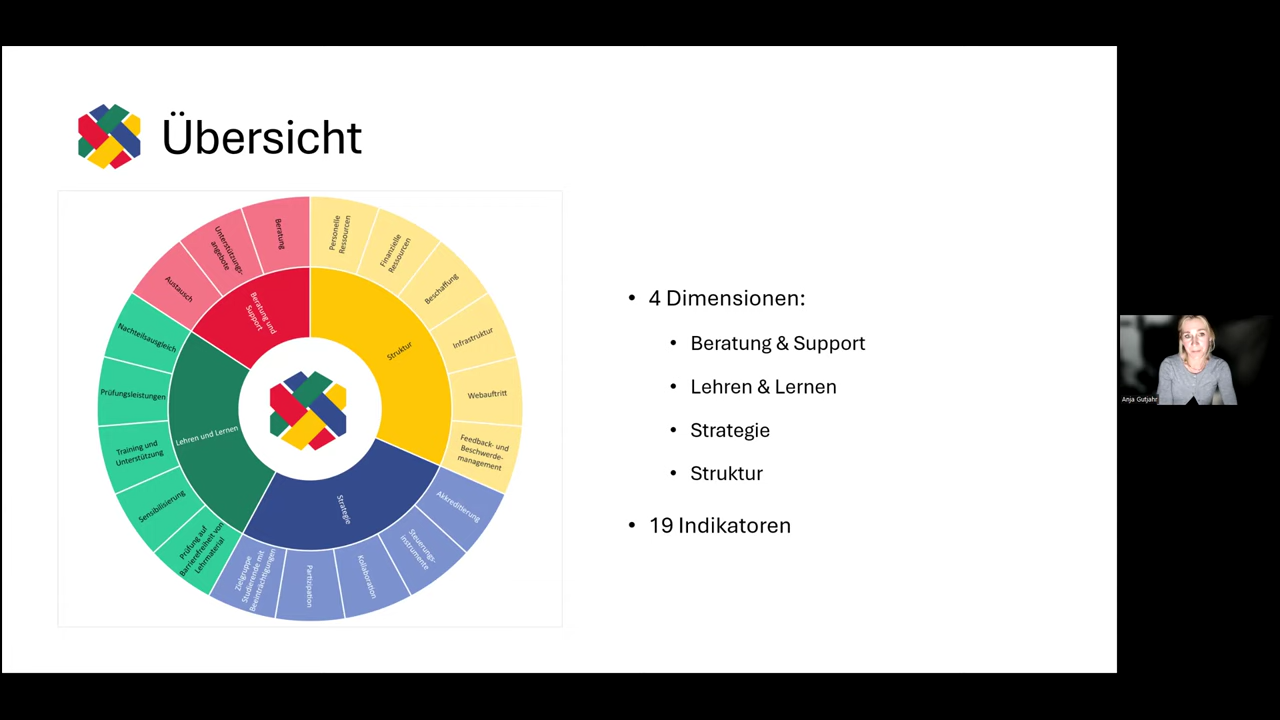 Übersicht
Beratung
Unterstützungs-
angebote
Austausch
Beratung und
Support
Personelle
Ressourcen
Finanzielle
Ressourcen
Beschaffung
Infrastruktur
Webauftritt
Feedback- und
Beschwerde-
management
Struktur
Nachteilsausgleich
Prüfungsleistungen
Training und
Unterstützung
Sensibilisierung
Prüfung auf
Barrierefreiheit von
Lehrmaterial
Lehren und Lernen
Strategie
Akkreditierung
Steuerungs-
instrumente
Kollaboration
Partizipation
Zielgruppe
Studierende mit
Beeinträchtigungen
• 4 Dimensionen:
• Beratung & Support
• Lehren & Lernen
• Strategie
• Struktur
• 19 Indikatoren
Anja Gutjahr